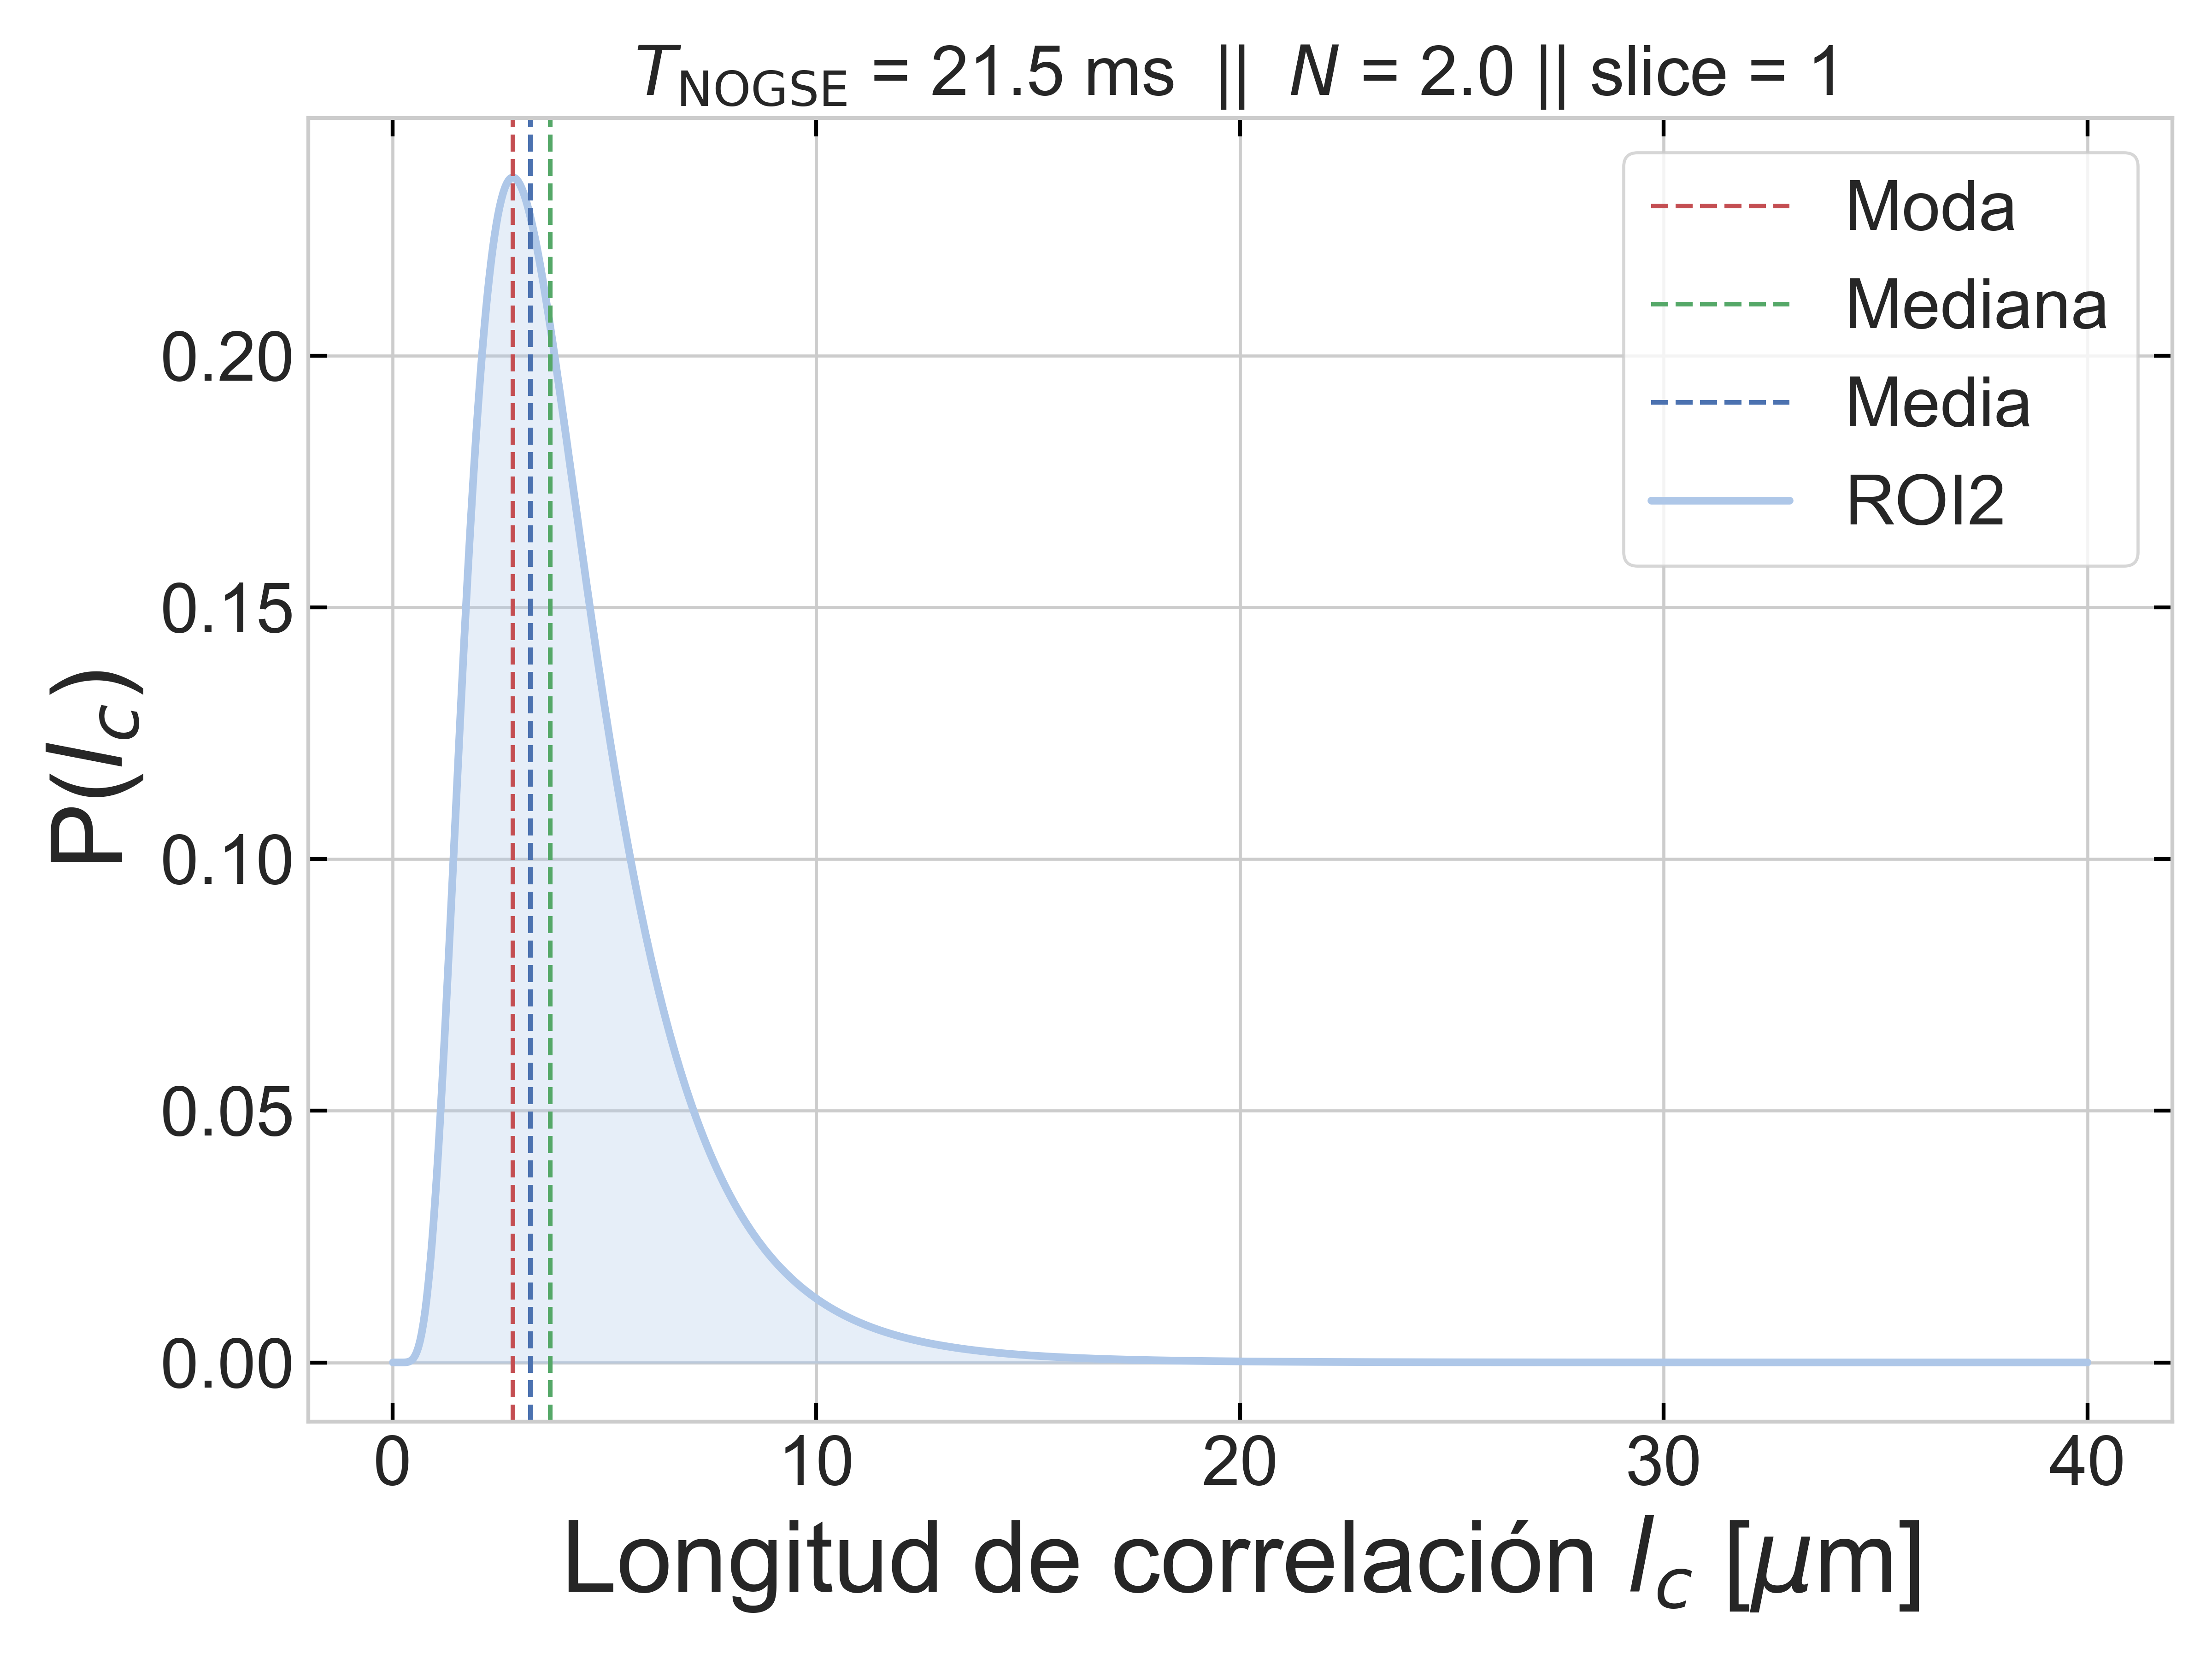 T_NOGSE = 21.5 ms || N = 2.0 || slice = 1
Moda
Mediana
Media
ROI2
P(l_c)
0.20
0.15
0.10
0.05
0.00
0 10 20 30 40
Longitud de correlación l_c [μm]